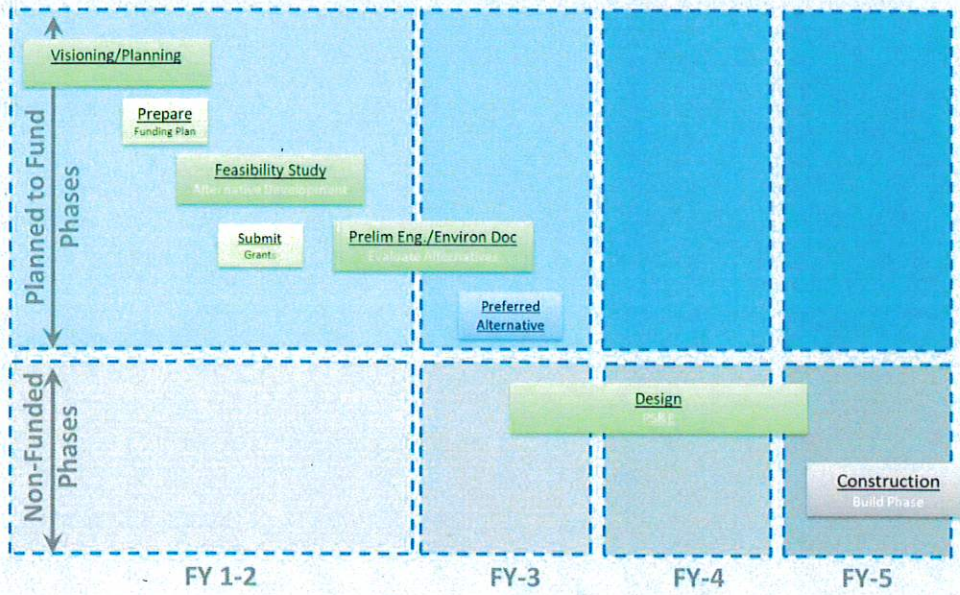 Planned to Fund
Phases
Visioning/Planning
Prepare
Funding Plan
Feasibility Study
Alternative Development
Submit
Grants
Prelim Eng./Environ Doc
Evaluate Alternatives
Preferred
Alternative
Non-Funded
Phases
Design
Construction
Build Phase
FY 1-2
FY-3
FY-4
FY-5